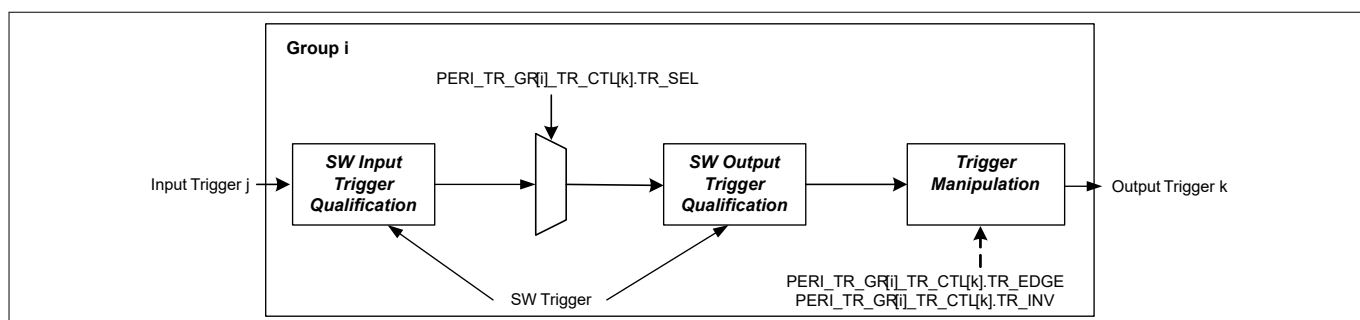 Group i
PERI_TR_GR[i]_TR_CTL[k].TR_SEL
SW Input
Trigger
Qualification
SW Output
Trigger
Qualification
Trigger
Manipulation
Input Trigger j
Output Trigger k
SW Trigger
PERI_TR_GR[i]_TR_CTL[k].TR_EDGE
PERI_TR_GR[i]_TR_CTL[k].TR_INV